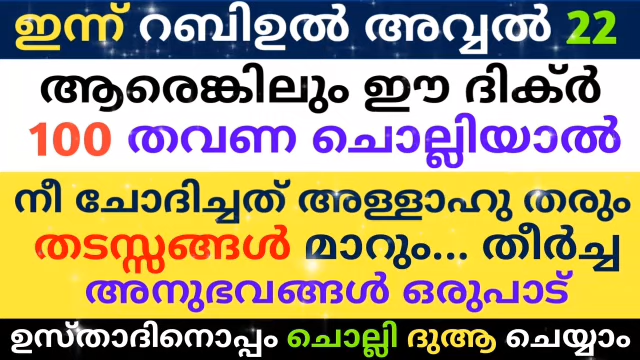 ഇന്ന് റബിഉൽ അവ്വൽ 22
ആരെങ്കിലും ഈ ദിക്ർ
100 തവണ ചൊല്ലിയാൽ
നീ ചോദിച്ചത് അള്ളാഹു തരും
തടസ്സങ്ങൾ മാറും... തീർച്ച
അനുഭവങ്ങൾ ഒരുപാട്
ഉസ്താദിനൊപ്പം ചൊല്ലി ദുആ ചെയ്യാം